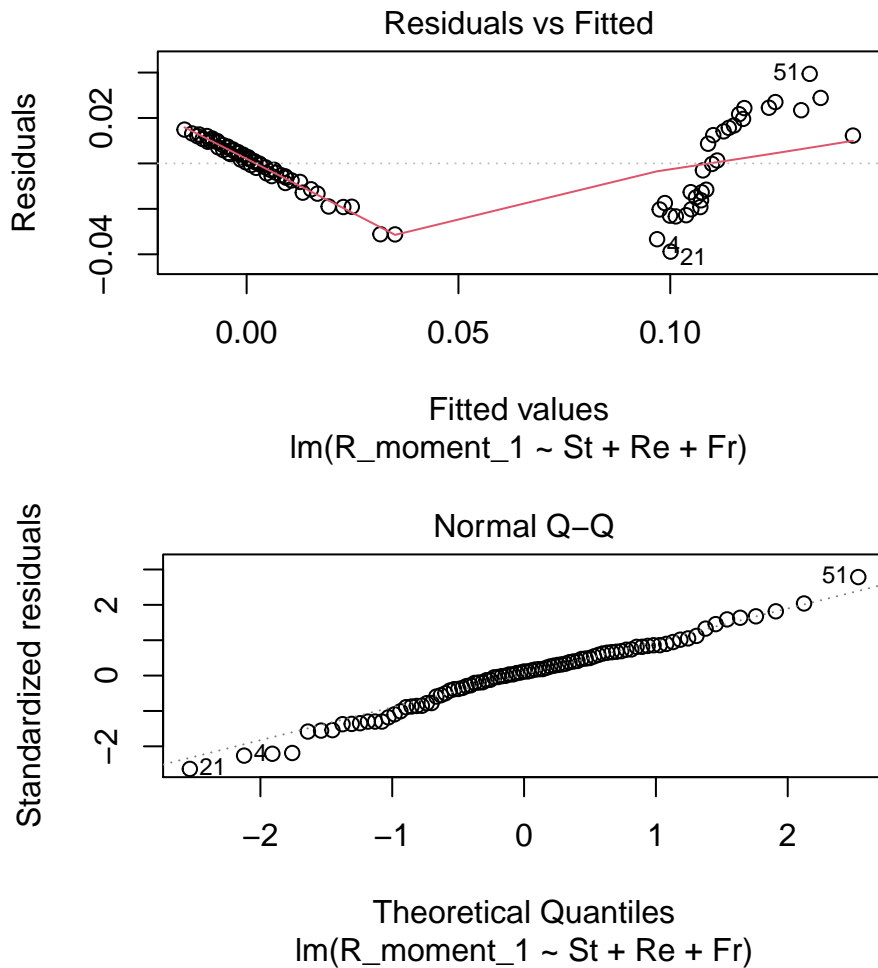 Residuals vs Fitted
Residuals
0.02
-0.04
51
4
21
0.00 0.05 0.10
Fitted values
lm(R_moment_1 ~ St + Re + Fr)
Normal Q−Q
Standardized residuals
2
0
−2
51
21
4
−2 −1 0 1 2
Theoretical Quantiles
lm(R_moment_1 ~ St + Re + Fr)